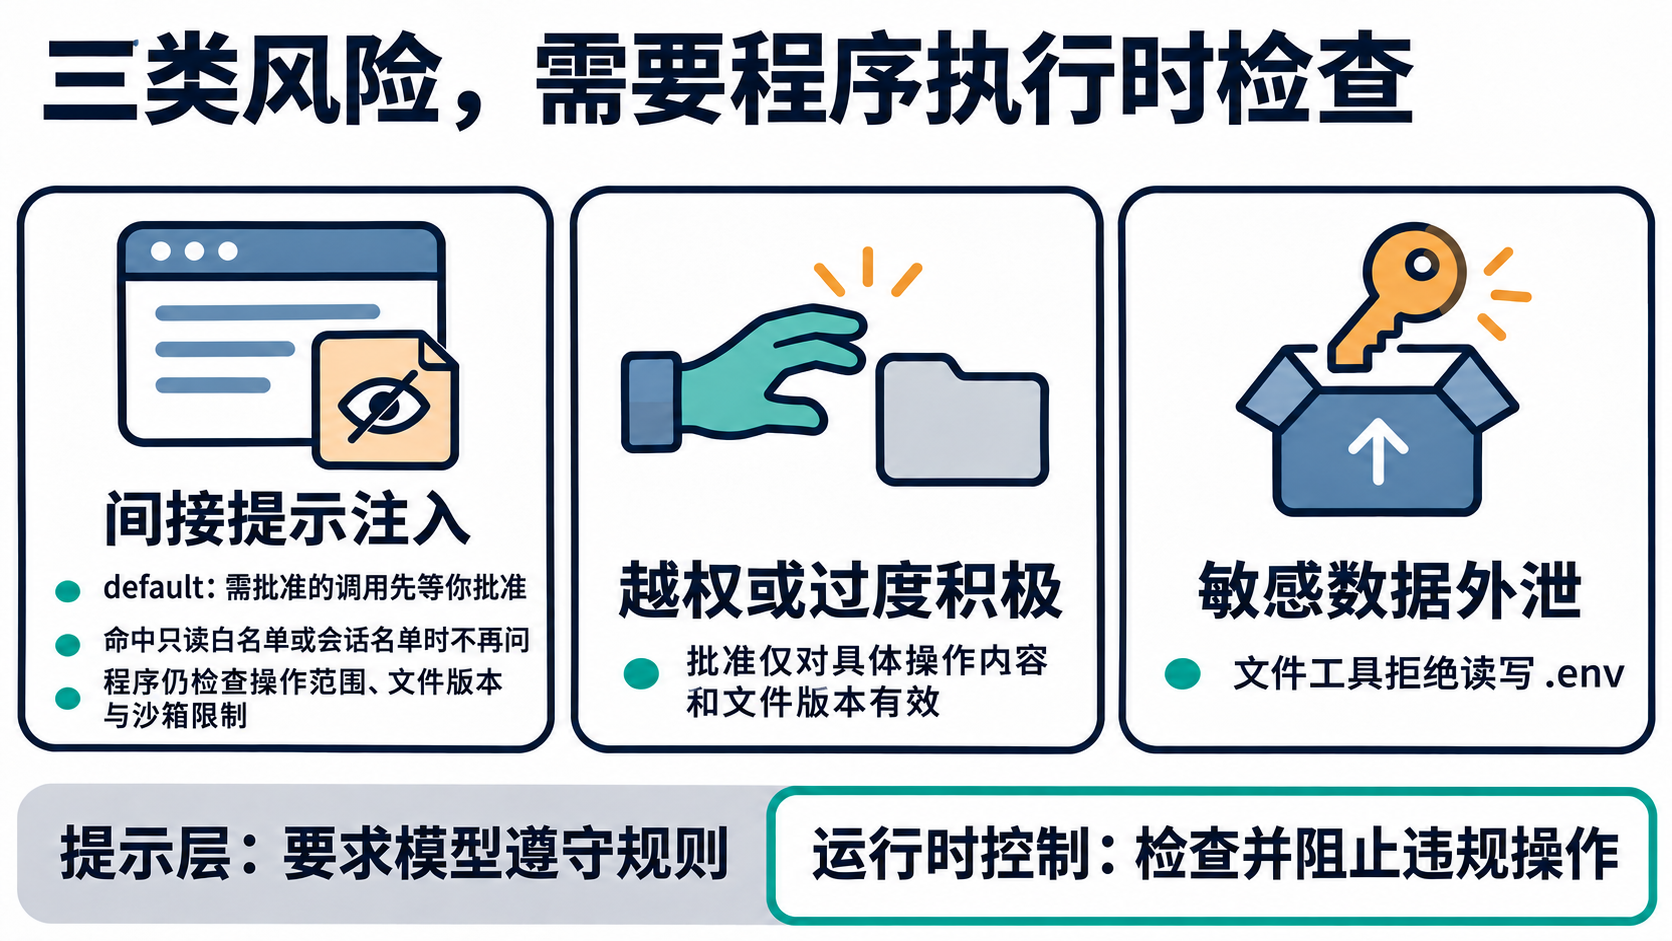 三类风险，需要程序执行时检查
间接提示注入
default：需批准的调用先等你批准
命中只读白名单或会话名单时不再问
程序仍检查操作范围、文件版本
与沙箱限制
越权或过度积极
批准仅对具体操作内容
和文件版本有效
敏感数据外泄
文件工具拒绝读写 .env
提示层：要求模型遵守规则
运行时控制：检查并阻止违规操作